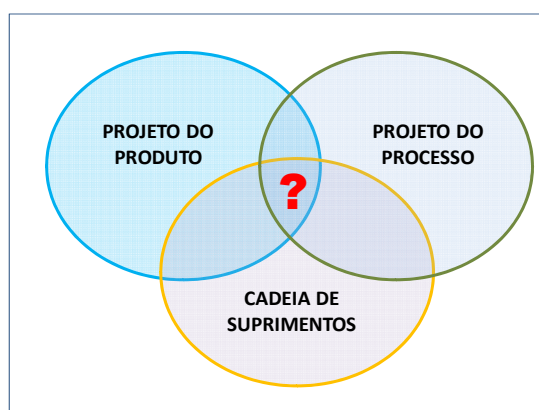 PROJETO DO
PRODUTO
PROJETO DO
PROCESSO
?
CADEIA DE
SUPRIMENTOS